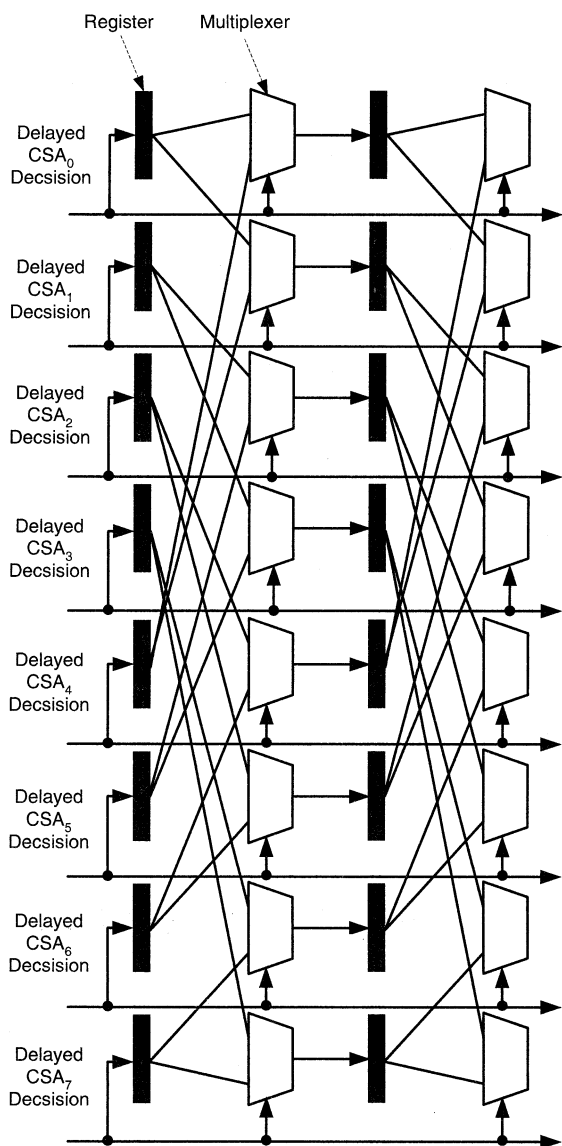 Register
Multiplexer
Delayed
CSA₀
Decsision
Delayed
CSA₁
Decsision
Delayed
CSA₂
Decsision
Delayed
CSA₃
Decsision
Delayed
CSA₄
Decsision
Delayed
CSA₅
Decsision
Delayed
CSA₆
Decsision
Delayed
CSA₇
Decsision